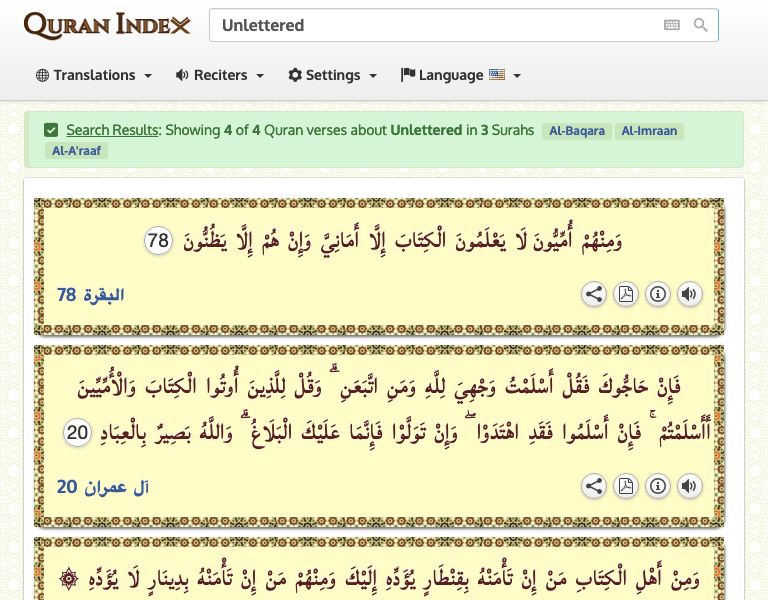 QURAN INDEX
Unlettered
Translations Reciters Settings Language
Search Results: Showing 4 of 4 Quran verses about Unlettered in 3 Surahs Al-Baqara Al-Imraan
Al-A'raaf
وَمِنْهُمْ أُمِّيُّونَ لَا يَعْلَمُونَ الْكِتَابَ إِلَّا أَمَانِيَّ وَإِنْ هُمْ إِلَّا يَظُنُّونَ 78
البقرة 78
فَإِنْ حَاجُّوكَ فَقُلْ أَسْلَمْتُ وَجْهِيَ لِلَّهِ وَمَنِ اتَّبَعَنِ ۗ وَقُلْ لِلَّذِينَ أُوتُوا الْكِتَابَ وَالْأُمِّيِّينَ
أَأَسْلَمْتُمْ ۚ فَإِنْ أَسْلَمُوا فَقَدِ اهْتَدَوْا ۖ وَإِنْ تَوَلَّوْا فَإِنَّمَا عَلَيْكَ الْبَلَاغُ ۗ وَاللَّهُ بَصِيرٌ بِالْعِبَادِ 20
آل عمران 20
وَمِنْ أَهْلِ الْكِتَابِ مَنْ إِنْ تَأْمَنْهُ بِقِنْطَارٍ يُؤَدِّهِ إِلَيْكَ وَمِنْهُمْ مَنْ إِنْ تَأْمَنْهُ بِدِينَارٍ لَا يُؤَدِّهِ ۞